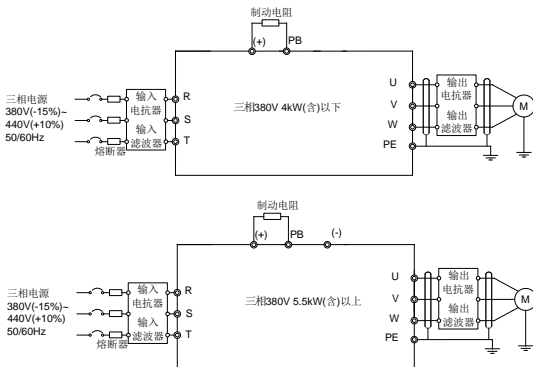 制动电阻
(+)
PB
三相电源
380V(-15%)~
440V(+10%)
50/60Hz
熔断器
输入
电抗器
输入
滤波器
R
S
T
三相380V 4kW(含)以下
U
V
W
PE
输出
电抗器
输出
滤波器
M
制动电阻
(+)
PB
(-)
三相电源
380V(-15%)~
440V(+10%)
50/60Hz
熔断器
输入
电抗器
输入
滤波器
R
S
T
三相380V 5.5kW(含)以上
U
V
W
PE
输出
电抗器
输出
滤波器
M